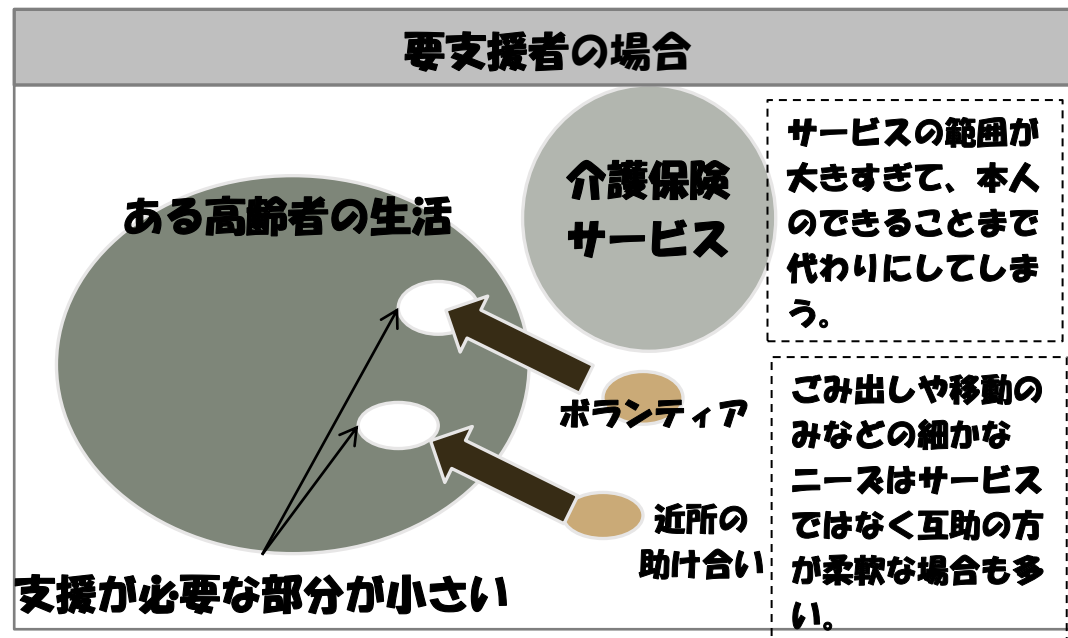 要支援者の場合
ある高齢者の生活
介護保険
サービス
サービスの範囲が
大きすぎて、本人
のできることまで
代わりにしてしま
う。
ボランティア
近所の
助け合い
ごみ出しや移動の
みなどの細かな
ニーズはサービス
ではなく互助の方
が柔軟な場合も多
い。
支援が必要な部分が小さい